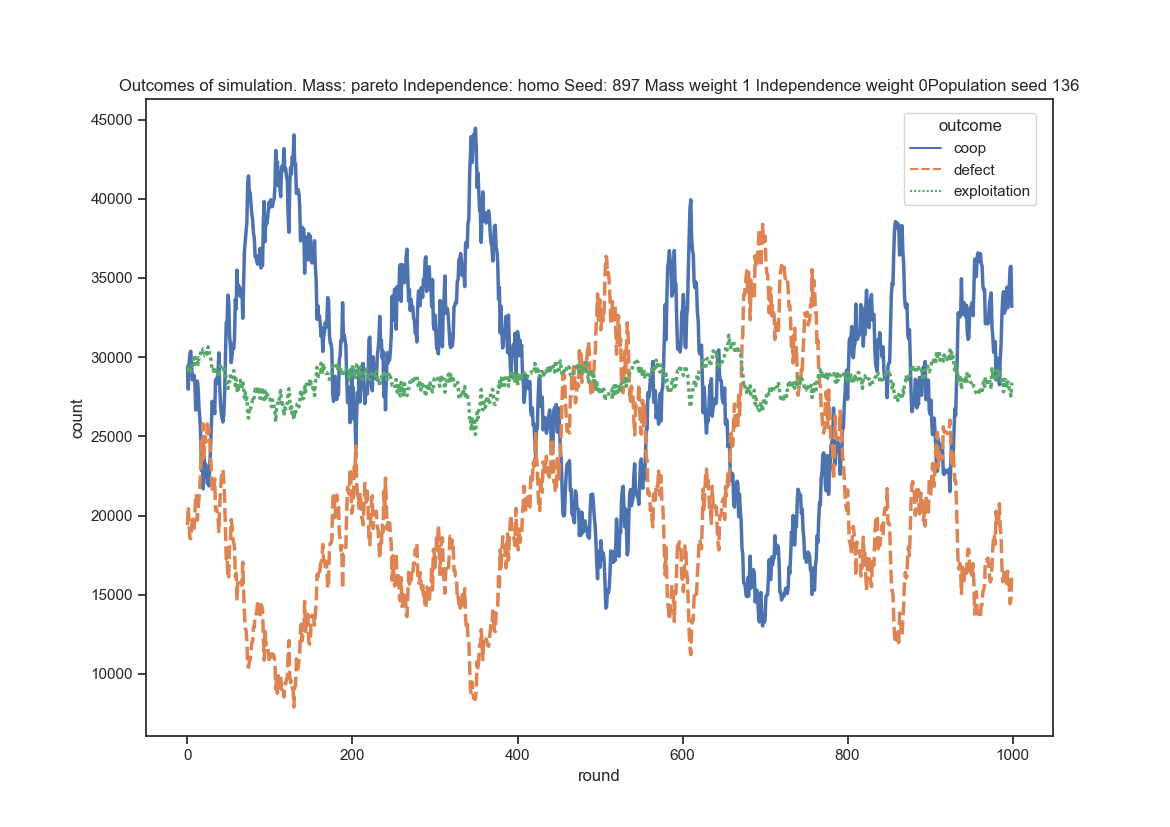 Outcomes of simulation. Mass: pareto Independence: homo Seed: 897 Mass weight 1 Independence weight 0Population seed 136
outcome
coop
defect
exploitation
45000
40000
35000
30000
25000
20000
15000
10000
count
0
200
400
600
800
1000
round